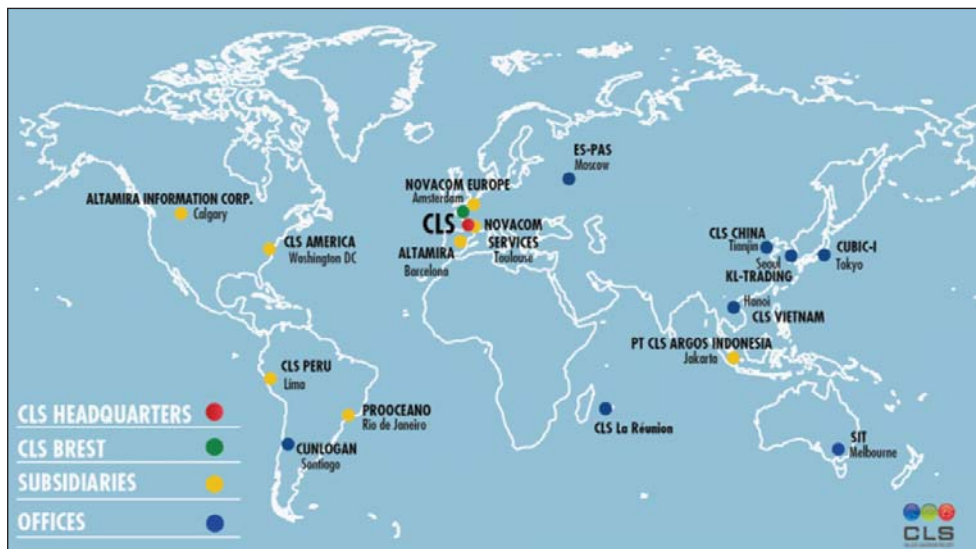 ES-PAS
Moscow
NOVACOM EUROPE
Amsterdam
ALTAMIRA INFORMATION CORP.
Calgary
CLS
NOVACOM
SERVICES
Toulouse
CLS AMERICA
Washington DC
ALTAMIRA
Barcelona
CLS CHINA
Tianjin
CUBIC-I
Tokyo
Seoul
KL-TRADING
Hanoi
CLS VIETNAM
PT CLS ARGOS INDONESIA
Jakarta
CLS PERU
Lima
PROOCEANO
Rio de Janeiro
CLS La Réunion
CUNLOGAN
Santiago
SIT
Melbourne
CLS HEADQUARTERS
CLS BREST
SUBSIDIARIES
OFFICES
CLS